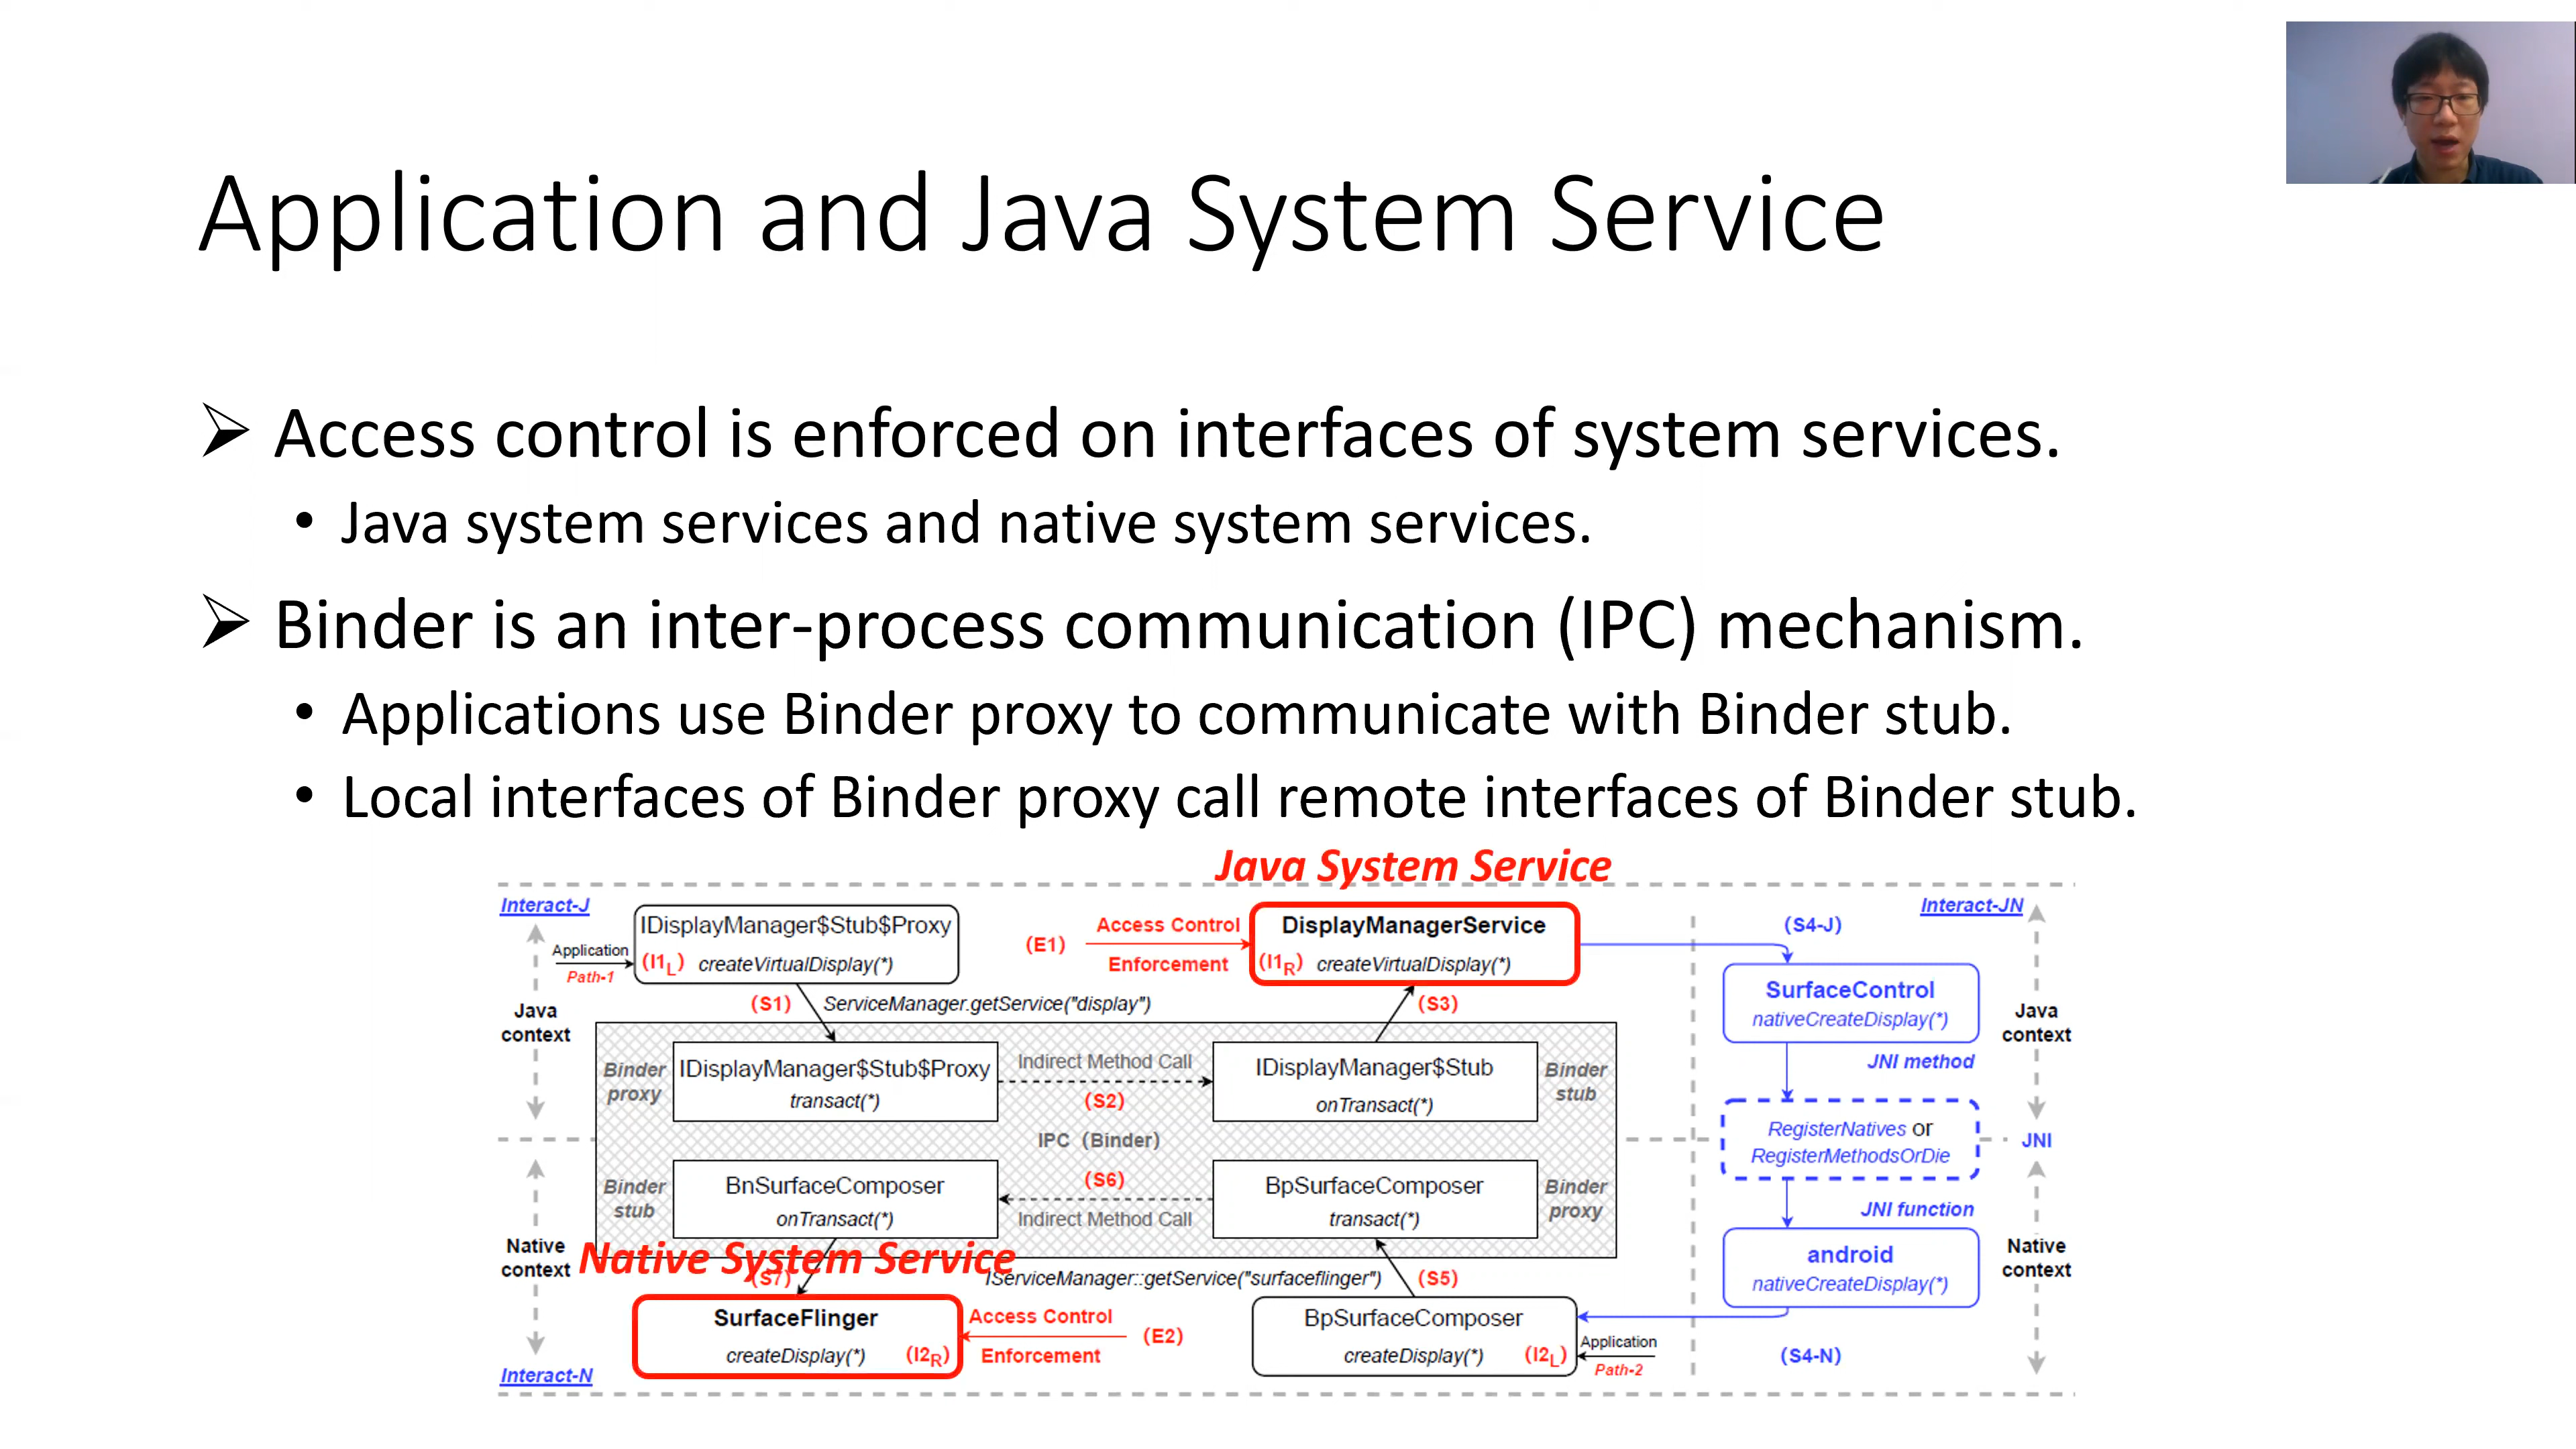 Application and Java System Service
Access control is enforced on interfaces of system services.
• Java system services and native system services.
Binder is an inter-process communication (IPC) mechanism.
• Applications use Binder proxy to communicate with Binder stub.
• Local interfaces of Binder proxy call remote interfaces of Binder stub.
Java System Service
Interact-J
Application
Path-1
IDisplayManager$Stub$Proxy
(I1L) createVirtualDisplay(*)
(E1)
Access Control
Enforcement
DisplayManagerService
(I1R) createVirtualDisplay(*)
(S4-J)
Interact-JN
SurfaceControl
nativeCreateDisplay(*)
Java
context
(S1)
ServiceManager.getService("display")
(S3)
Java
context
JNI method
Binder
proxy
IDisplayManager$Stub$Proxy
transact(*)
Indirect Method Call
(S2)
IDisplayManager$Stub
onTransact(*)
Binder
stub
IPC (Binder)
RegisterNatives or
RegisterMethodsOrDie
JNI
Binder
stub
BnSurfaceComposer
onTransact(*)
(S6)
Indirect Method Call
BpSurfaceComposer
transact(*)
Binder
proxy
JNI function
Native
context
Native System Service
(S7)
IServiceManager::getService("surfaceflinger")
(S5)
android
nativeCreateDisplay(*)
Native
context
SurfaceFlinger
createDisplay(*) (I2R)
Access Control
Enforcement
(E2)
BpSurfaceComposer
createDisplay(*) (I2L)
Application
Path-2
(S4-N)
Interact-N